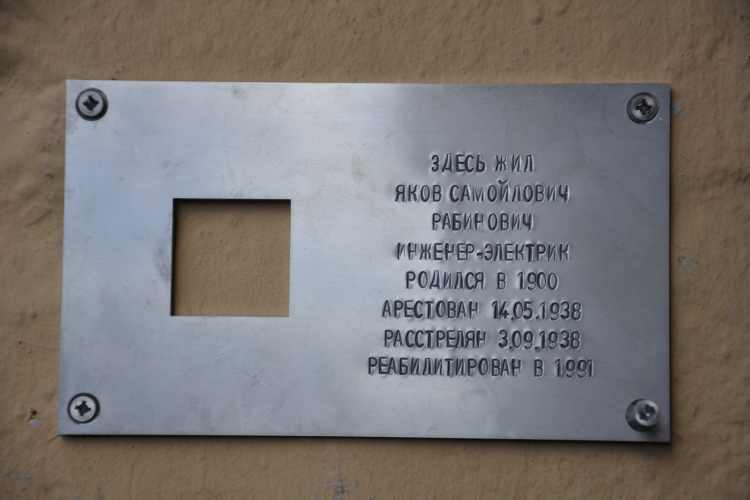 ЗДЕСЬ ЖИЛ
ЯКОВ САМОЙЛОВИЧ
РАБИНОВИЧ
ИНЖЕНЕР-ЭЛЕКТРИК
РОДИЛСЯ В 1900
АРЕСТОВАН 14.05.1938
РАССТРЕЛЯН 3.09.1938
РЕАБИЛИТИРОВАН В 1991